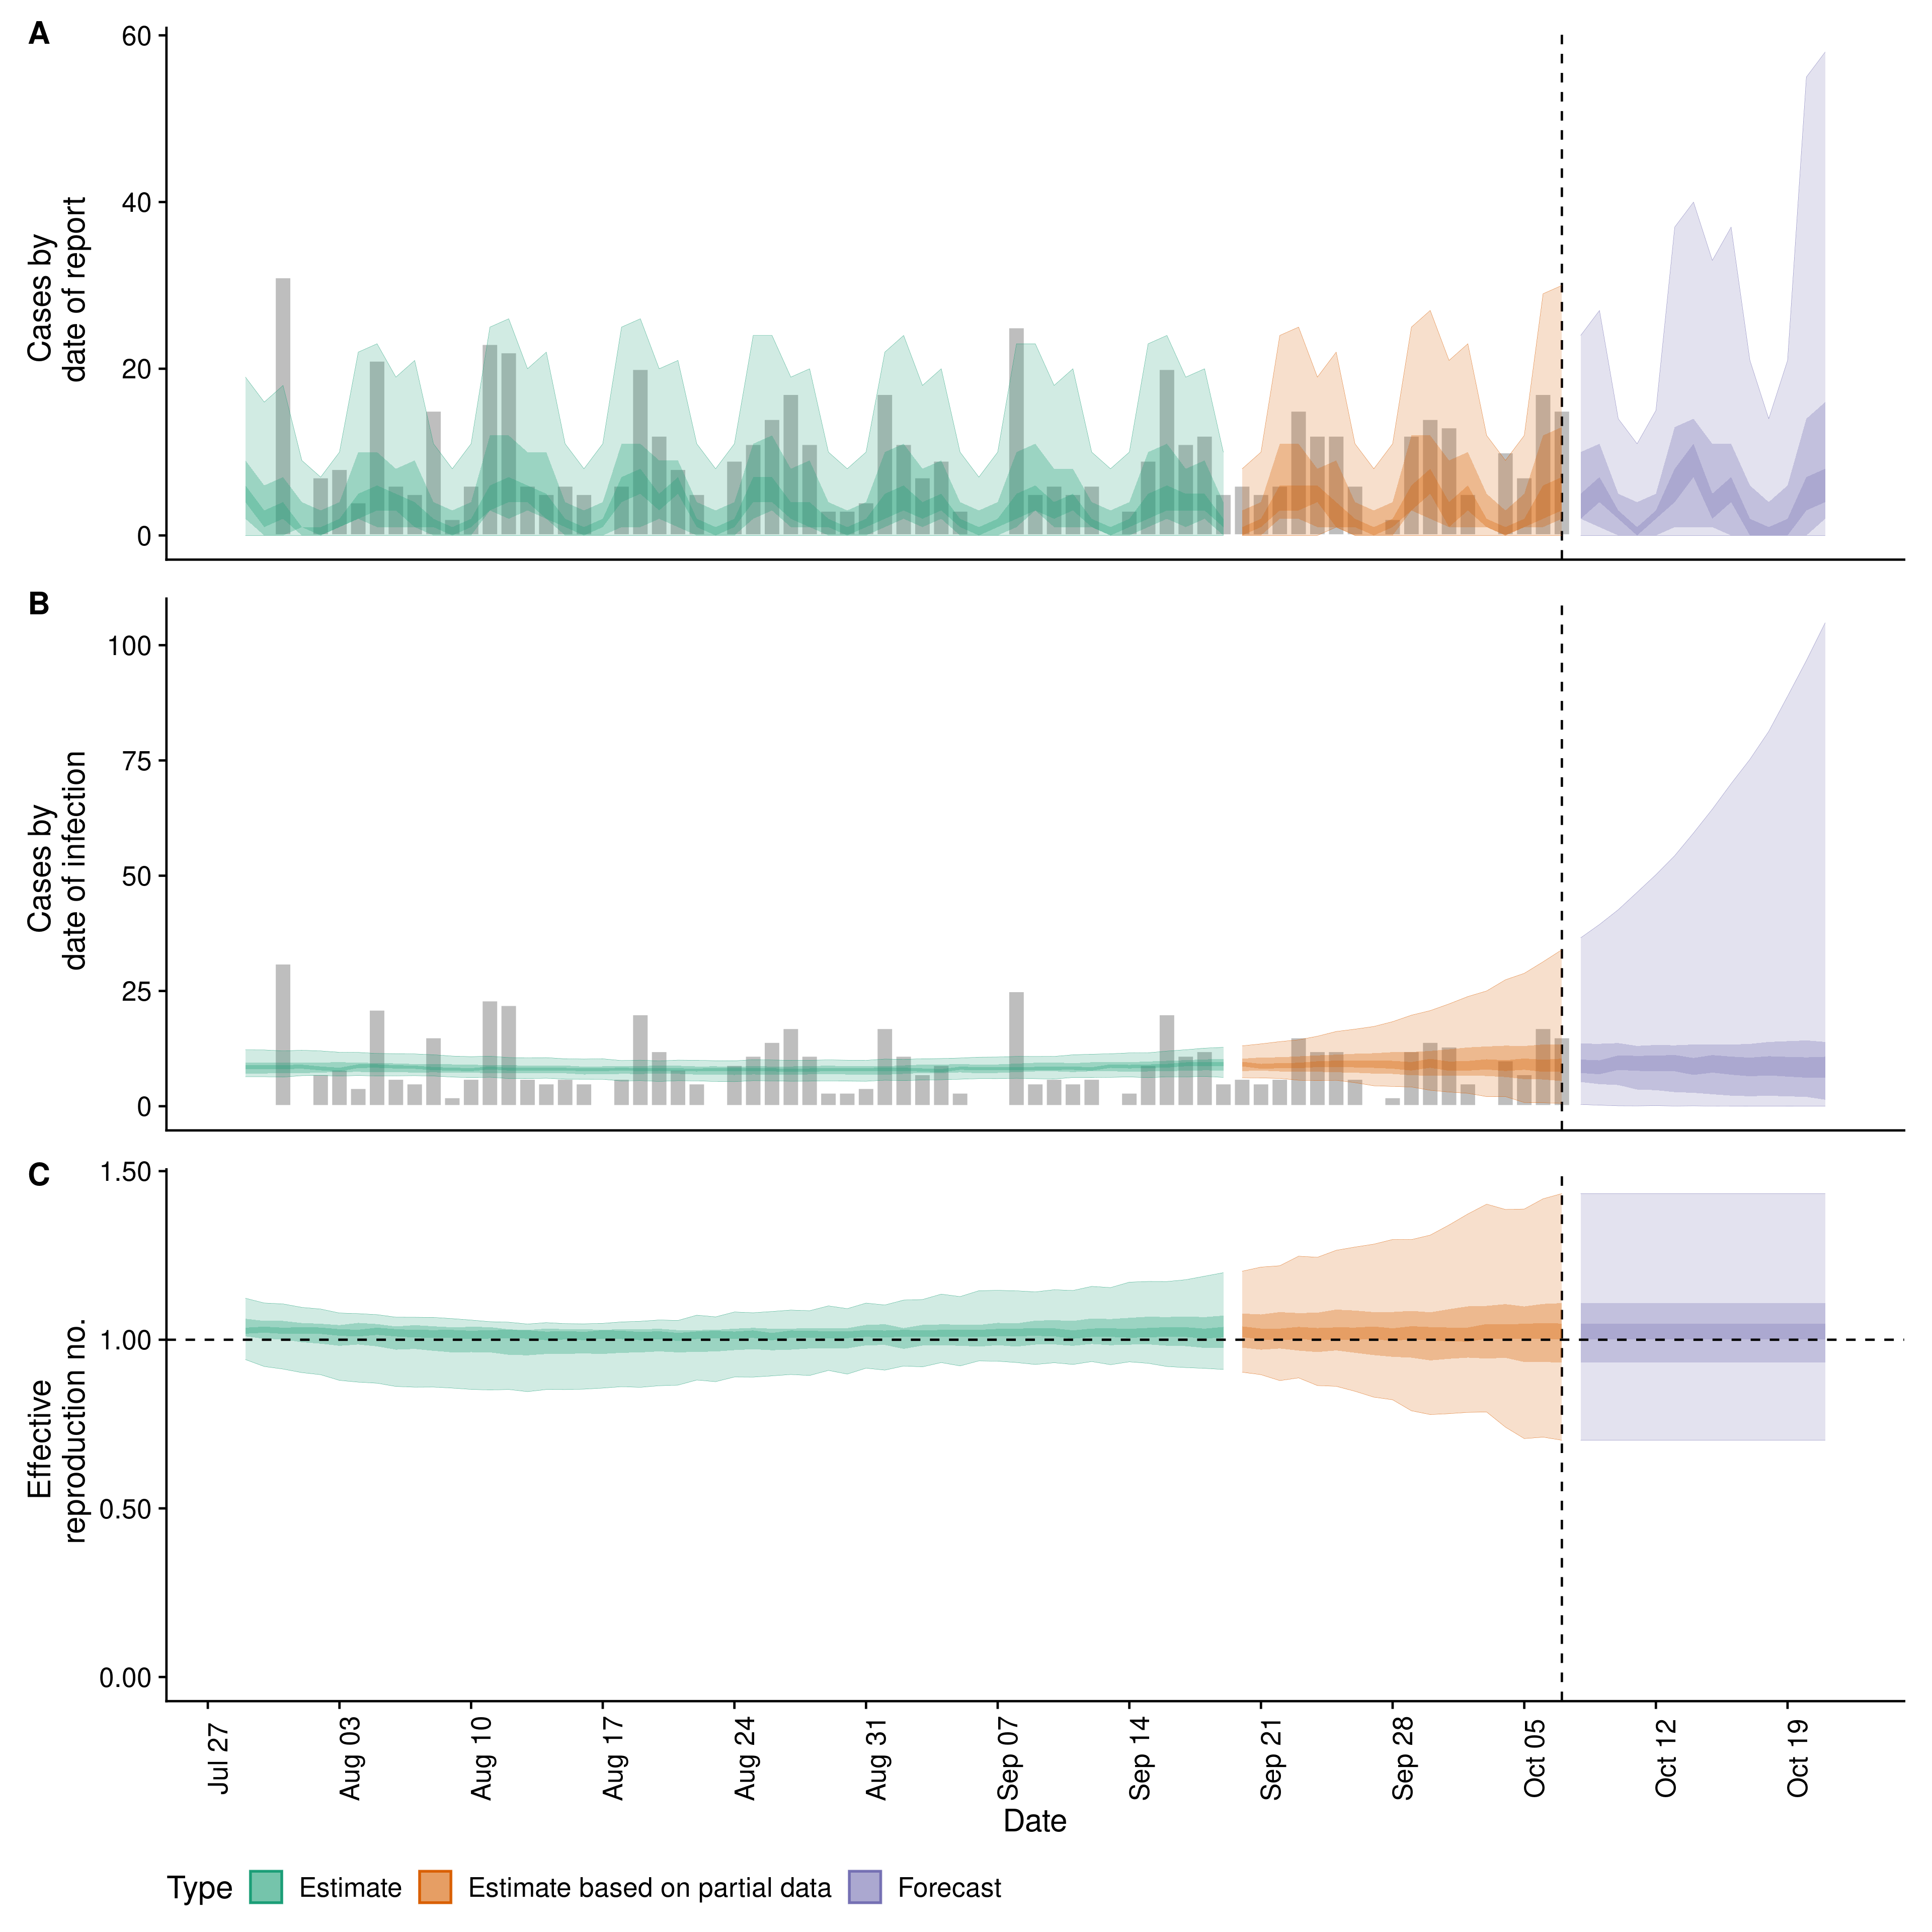 A
60
40
20
0
Cases by
date of report
B
100
75
50
25
0
Cases by
date of infection
C
1.50
1.00
0.50
0.00
Effective
reproduction no.
Jul 27
Aug 03
Aug 10
Aug 17
Aug 24
Aug 31
Sep 07
Sep 14
Sep 21
Sep 28
Oct 05
Oct 12
Oct 19
Date
Type Estimate Estimate based on partial data Forecast